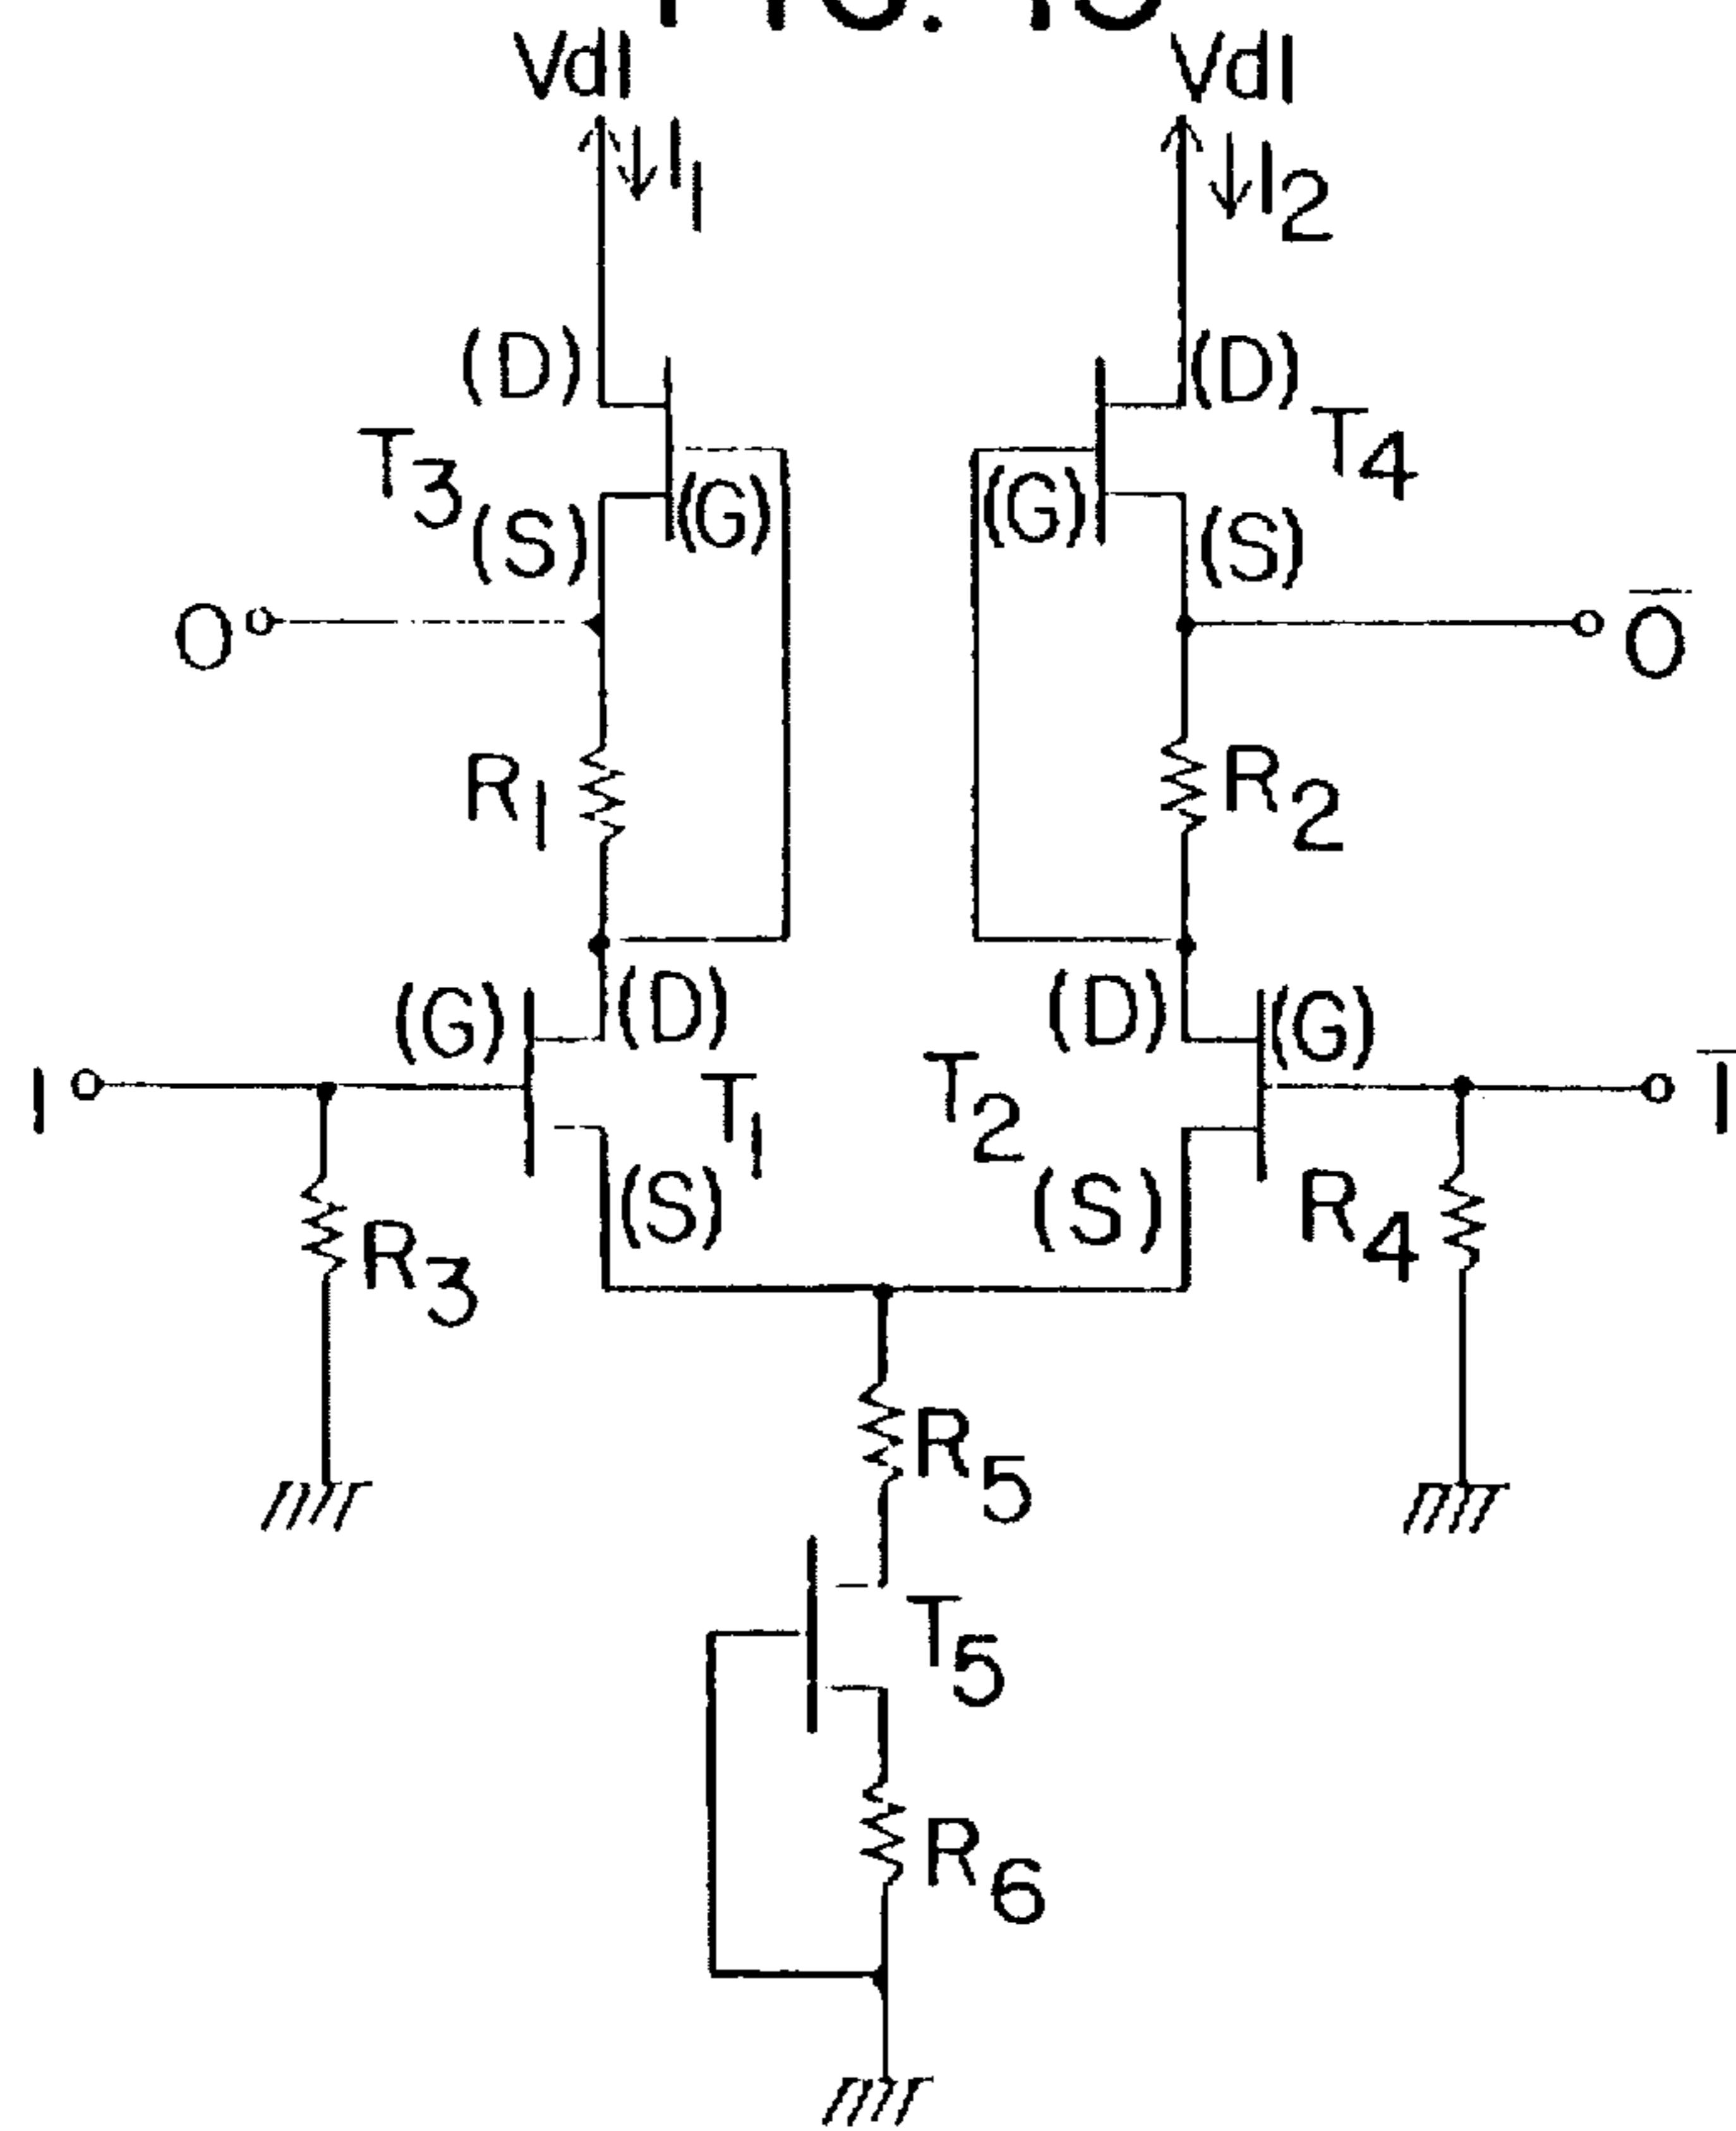 Vdl Vdl
I1 I2
(D) (D)
T3 T4
(G) (G)
(S) (S)
O O̅
R1 R2
(G) (D) (D) (G)
I I̅
T1 T2
(S) (S)
R3 R4
R5
T5
R6